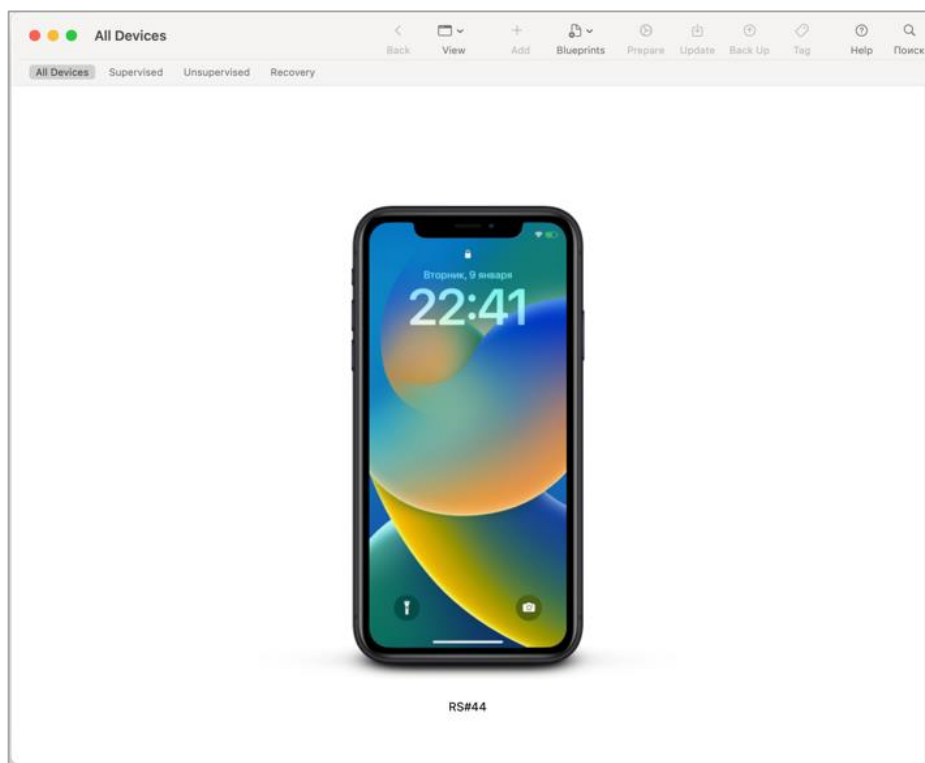 All Devices
Back View Add Blueprints Prepare Update Back Up Tag Help Поиск
All Devices Supervised Unsupervised Recovery
Вторник, 9 января
22:41
RS#44